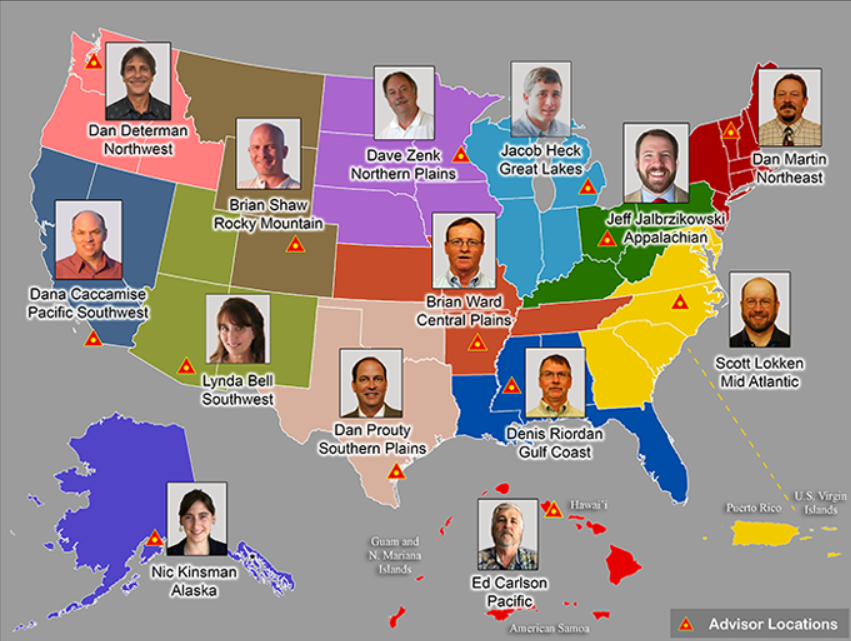 Dan Determan
Northwest
Dave Zenk
Northern Plains
Jacob Heck
Great Lakes
Dan Martin
Northeast
Brian Shaw
Rocky Mountain
Jeff Jalbrzikowski
Appalachian
Dana Caccamise
Pacific Southwest
Brian Ward
Central Plains
Scott Lokken
Mid Atlantic
Lynda Bell
Southwest
Dan Prouty
Southern Plains
Denis Riordan
Gulf Coast
Nic Kinsman
Alaska
Guam and
N. Mariana
Islands
Ed Carlson
Pacific
Hawai'i
American Samoa
Puerto Rico
U.S. Virgin
Islands
Advisor Locations